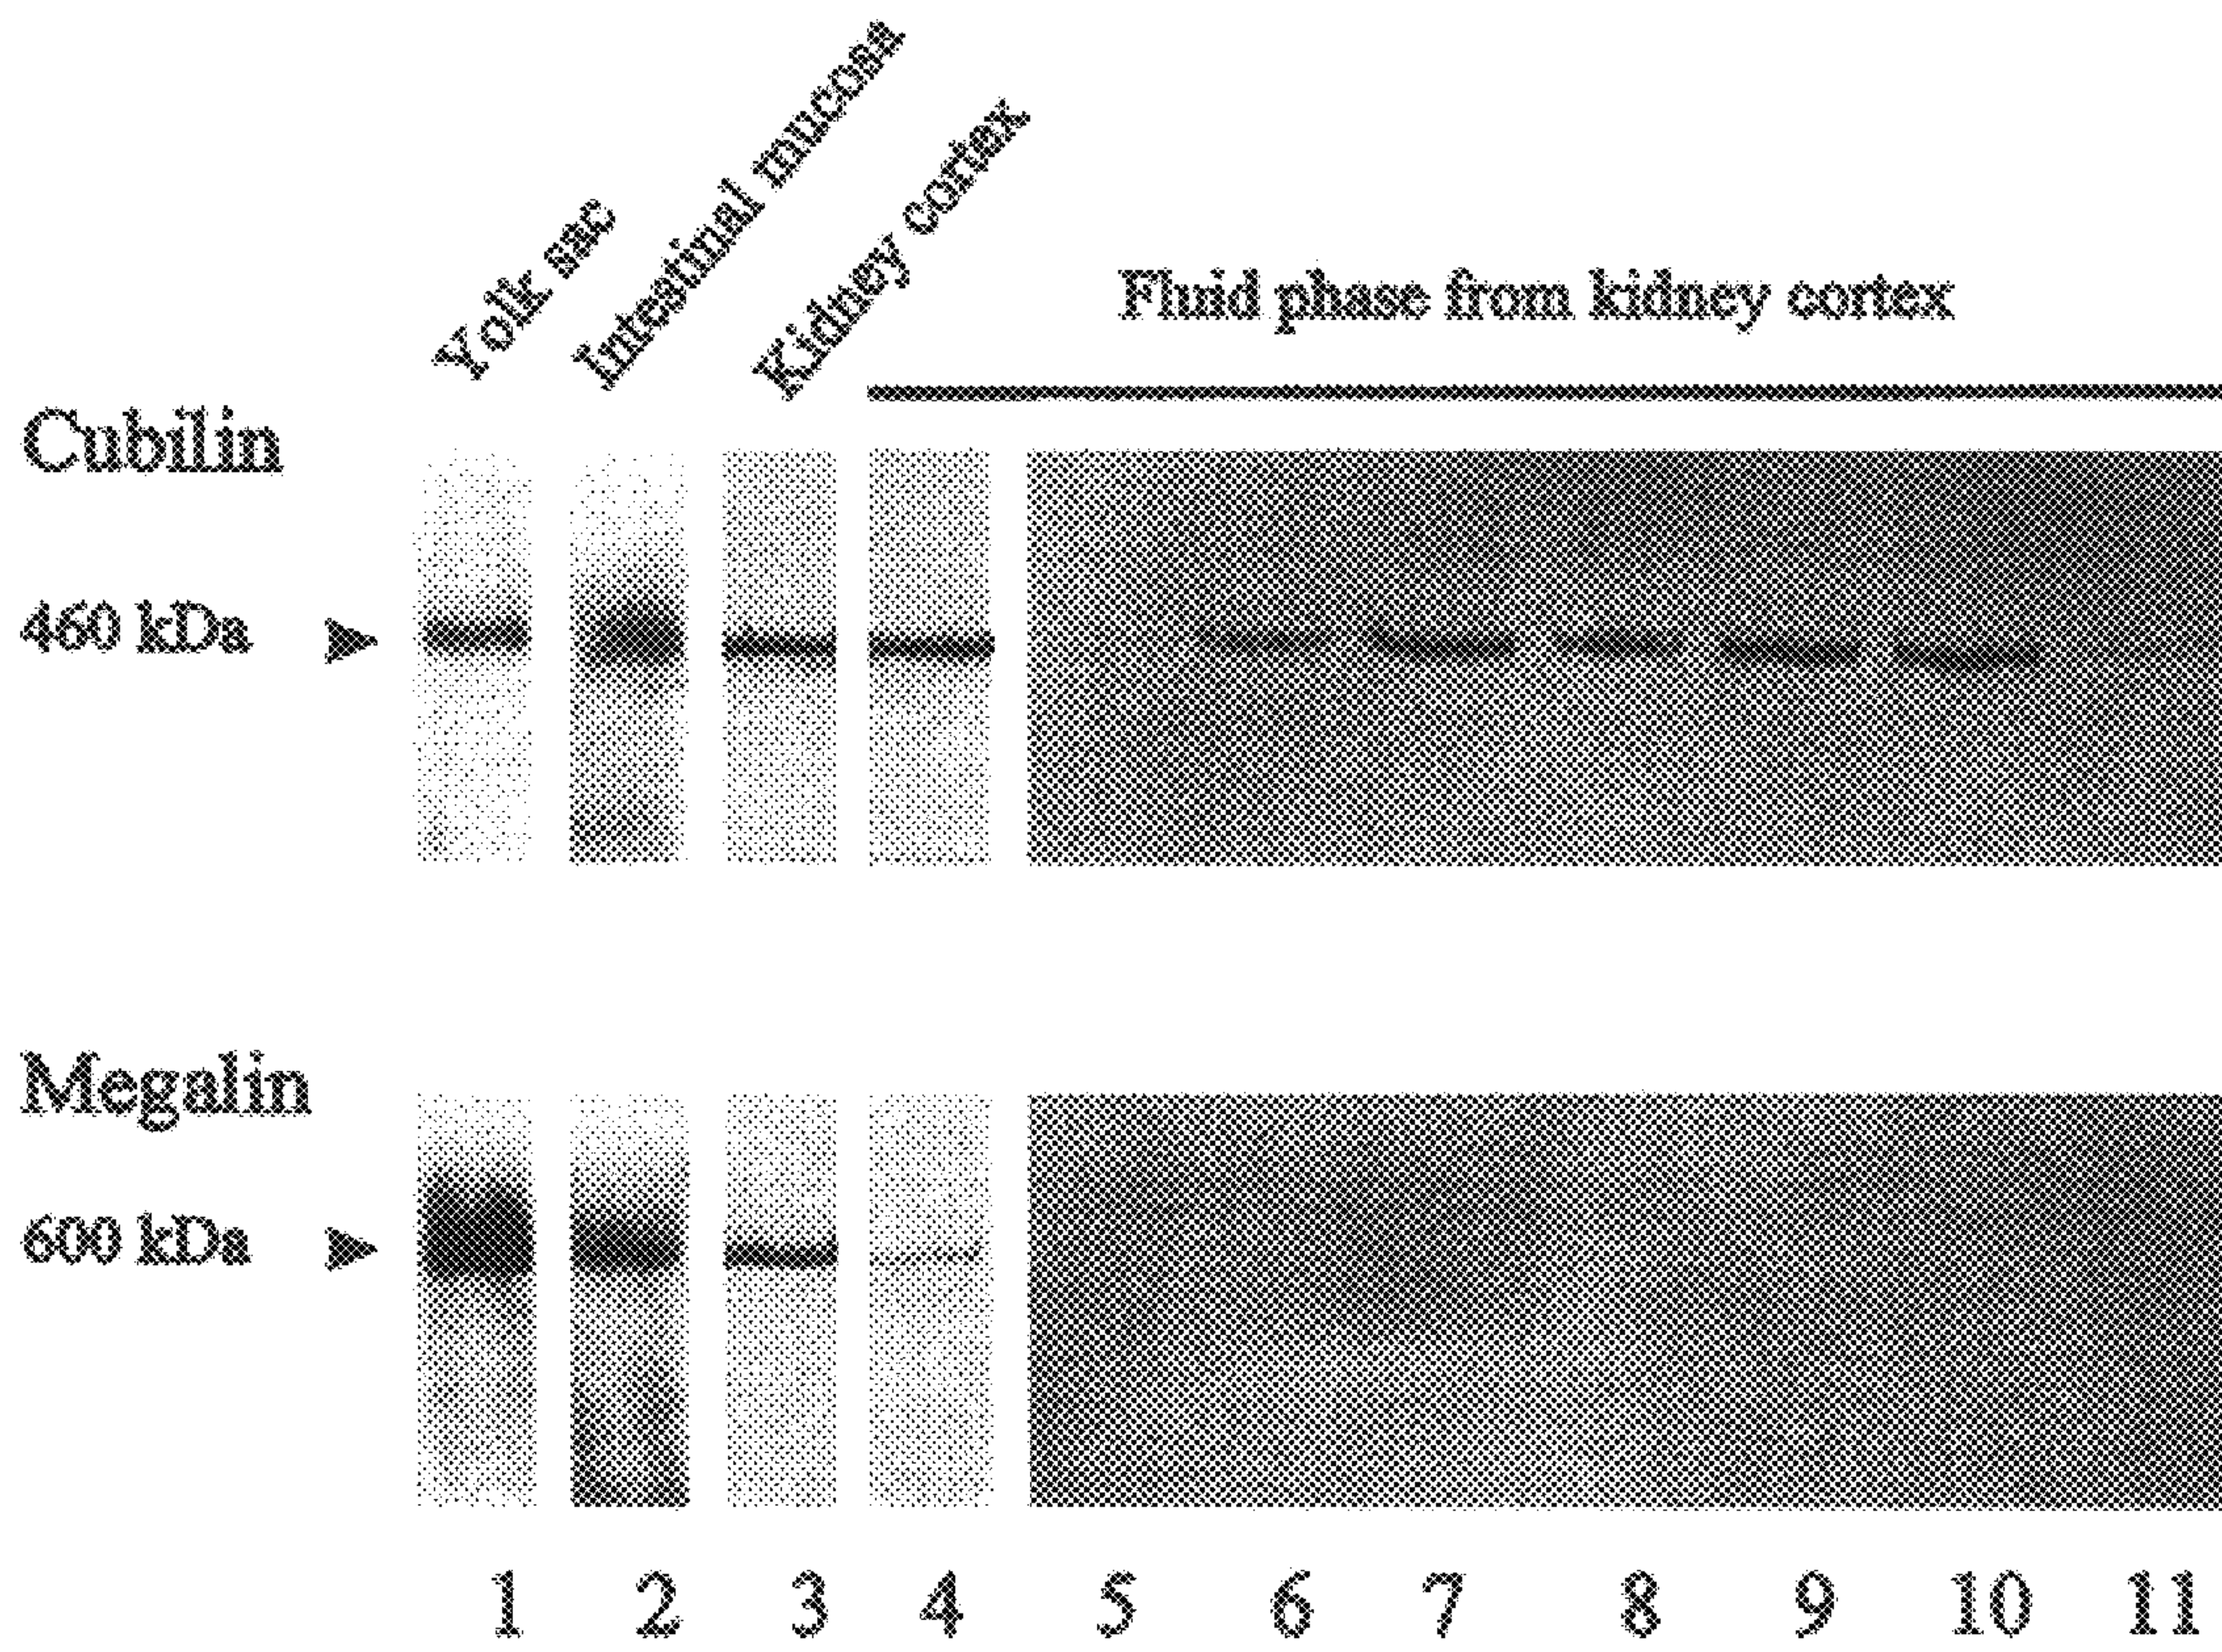 Yolk sac
Intestinal mucosa
Kidney cortex
Fluid phase from kidney cortex
Cubilin
460 kDa
Megalin
600 kDa
1 2 3 4 5 6 7 8 9 10 11